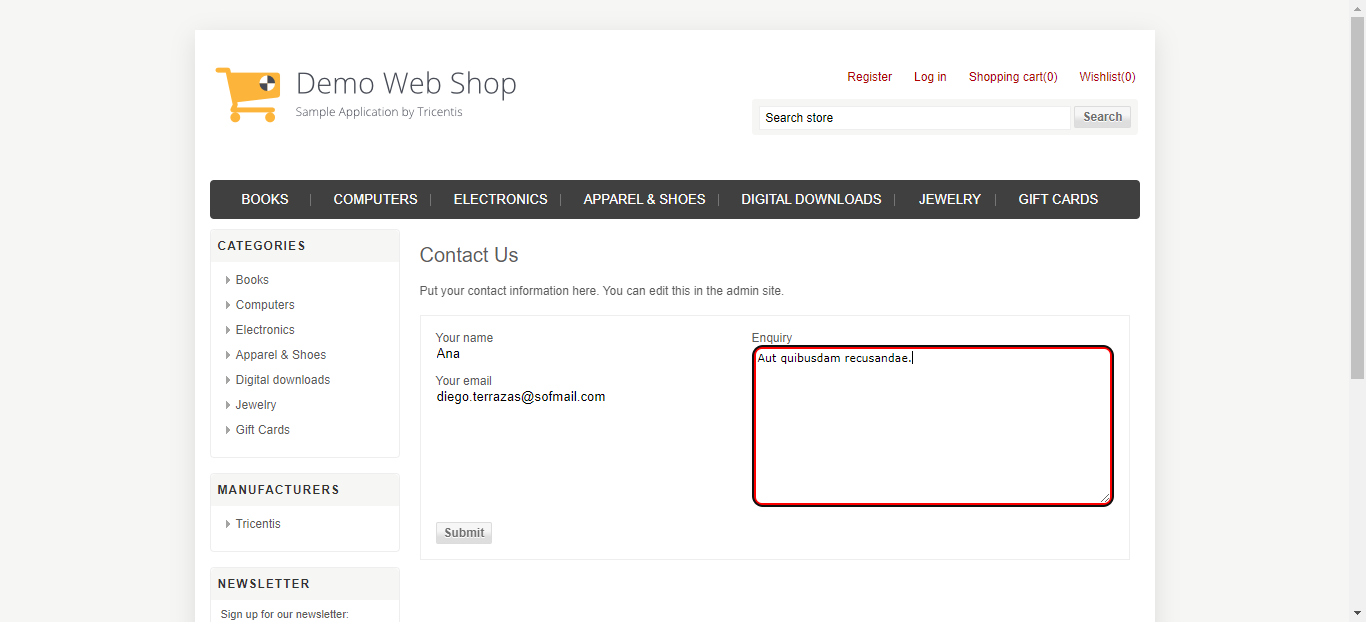 Demo Web Shop
Sample Application by Tricentis
Register Log in Shopping cart(0) Wishlist(0)
Search store Search
BOOKS COMPUTERS ELECTRONICS APPAREL & SHOES DIGITAL DOWNLOADS JEWELRY GIFT CARDS
CATEGORIES
Books
Computers
Electronics
Apparel & Shoes
Digital downloads
Jewelry
Gift Cards
MANUFACTURERS
Tricentis
NEWSLETTER
Sign up for our newsletter:
Contact Us
Put your contact information here. You can edit this in the admin site.
Your name
Ana
Your email
diego.terrazas@sofmail.com
Enquiry
Aut quibusdam recusandae.
Submit